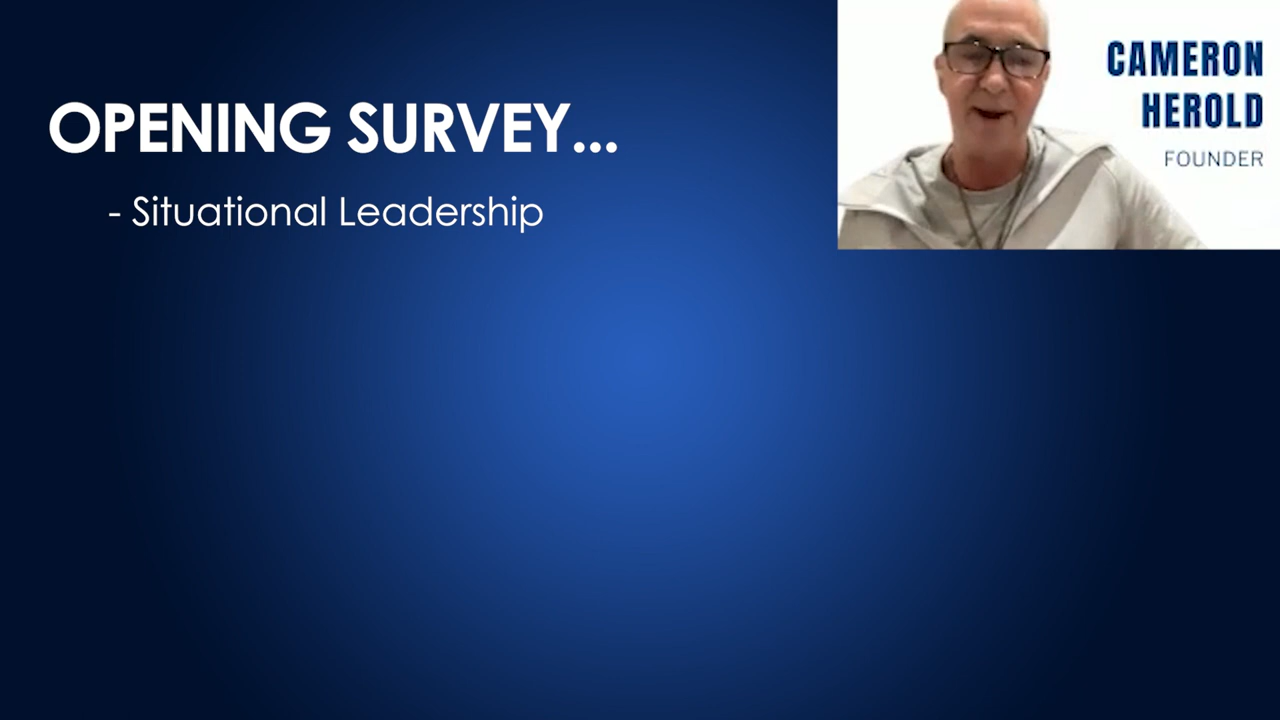 OPENING SURVEY...
- Situational Leadership
CAMERON
HEROLD
FOUNDER